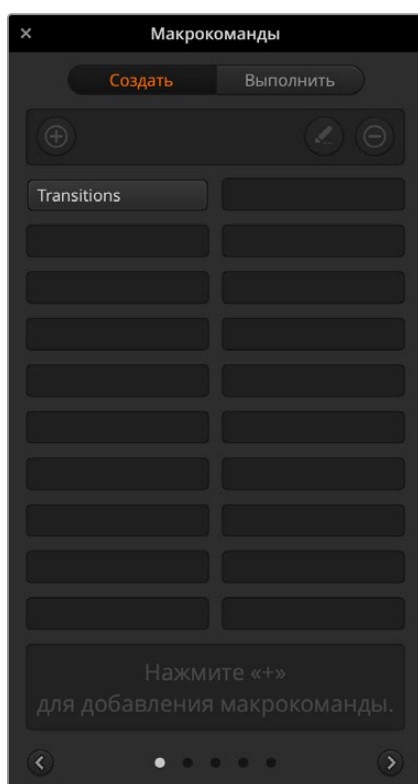 Макрокоманды
Создать Выполнить
Transitions
Нажмите «+»
для добавления макрокоманды.